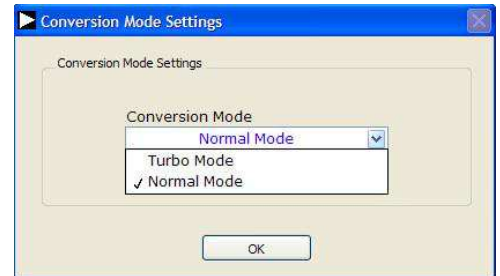 Conversion Mode Settings
Conversion Mode Settings
Conversion Mode
Normal Mode
Turbo Mode
✓ Normal Mode
OK